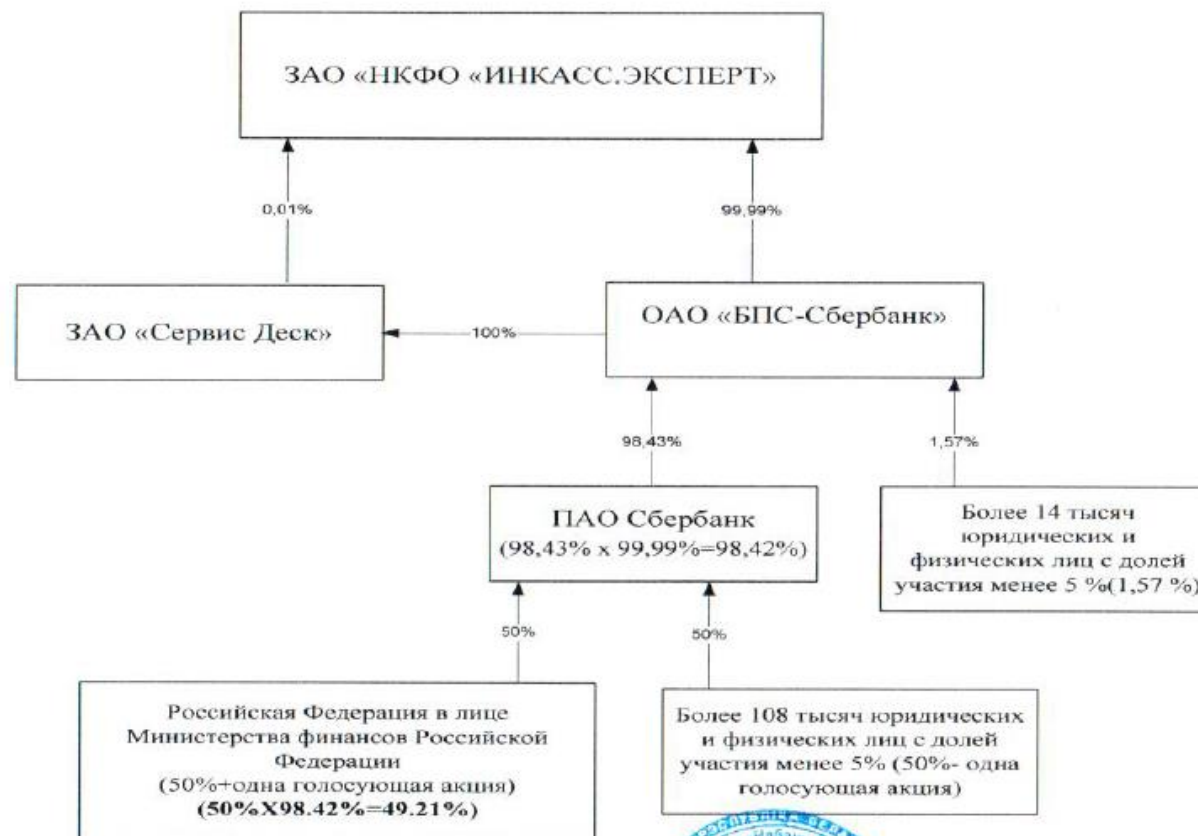 ЗАО «НКФО «ИНКАСС.ЭКСПЕРТ»
0,01%
99,99%
ЗАО «Сервис Деск»
100%
ОАО «БПС-Сбербанк»
98,43%
1,57%
ПАО Сбербанк
(98,43% x 99,99%=98,42%)
Более 14 тысяч
юридических и
физических лиц с долей
участия менее 5 %(1,57 %)
50%
50%
Российская Федерация в лице
Министерства финансов Российской
Федерации
(50%+одна голосующая акция)
(50%X98.42%=49.21%)
Более 108 тысяч юридических
и физических лиц с долей
участия менее 5% (50%- одна
голосующая акция)